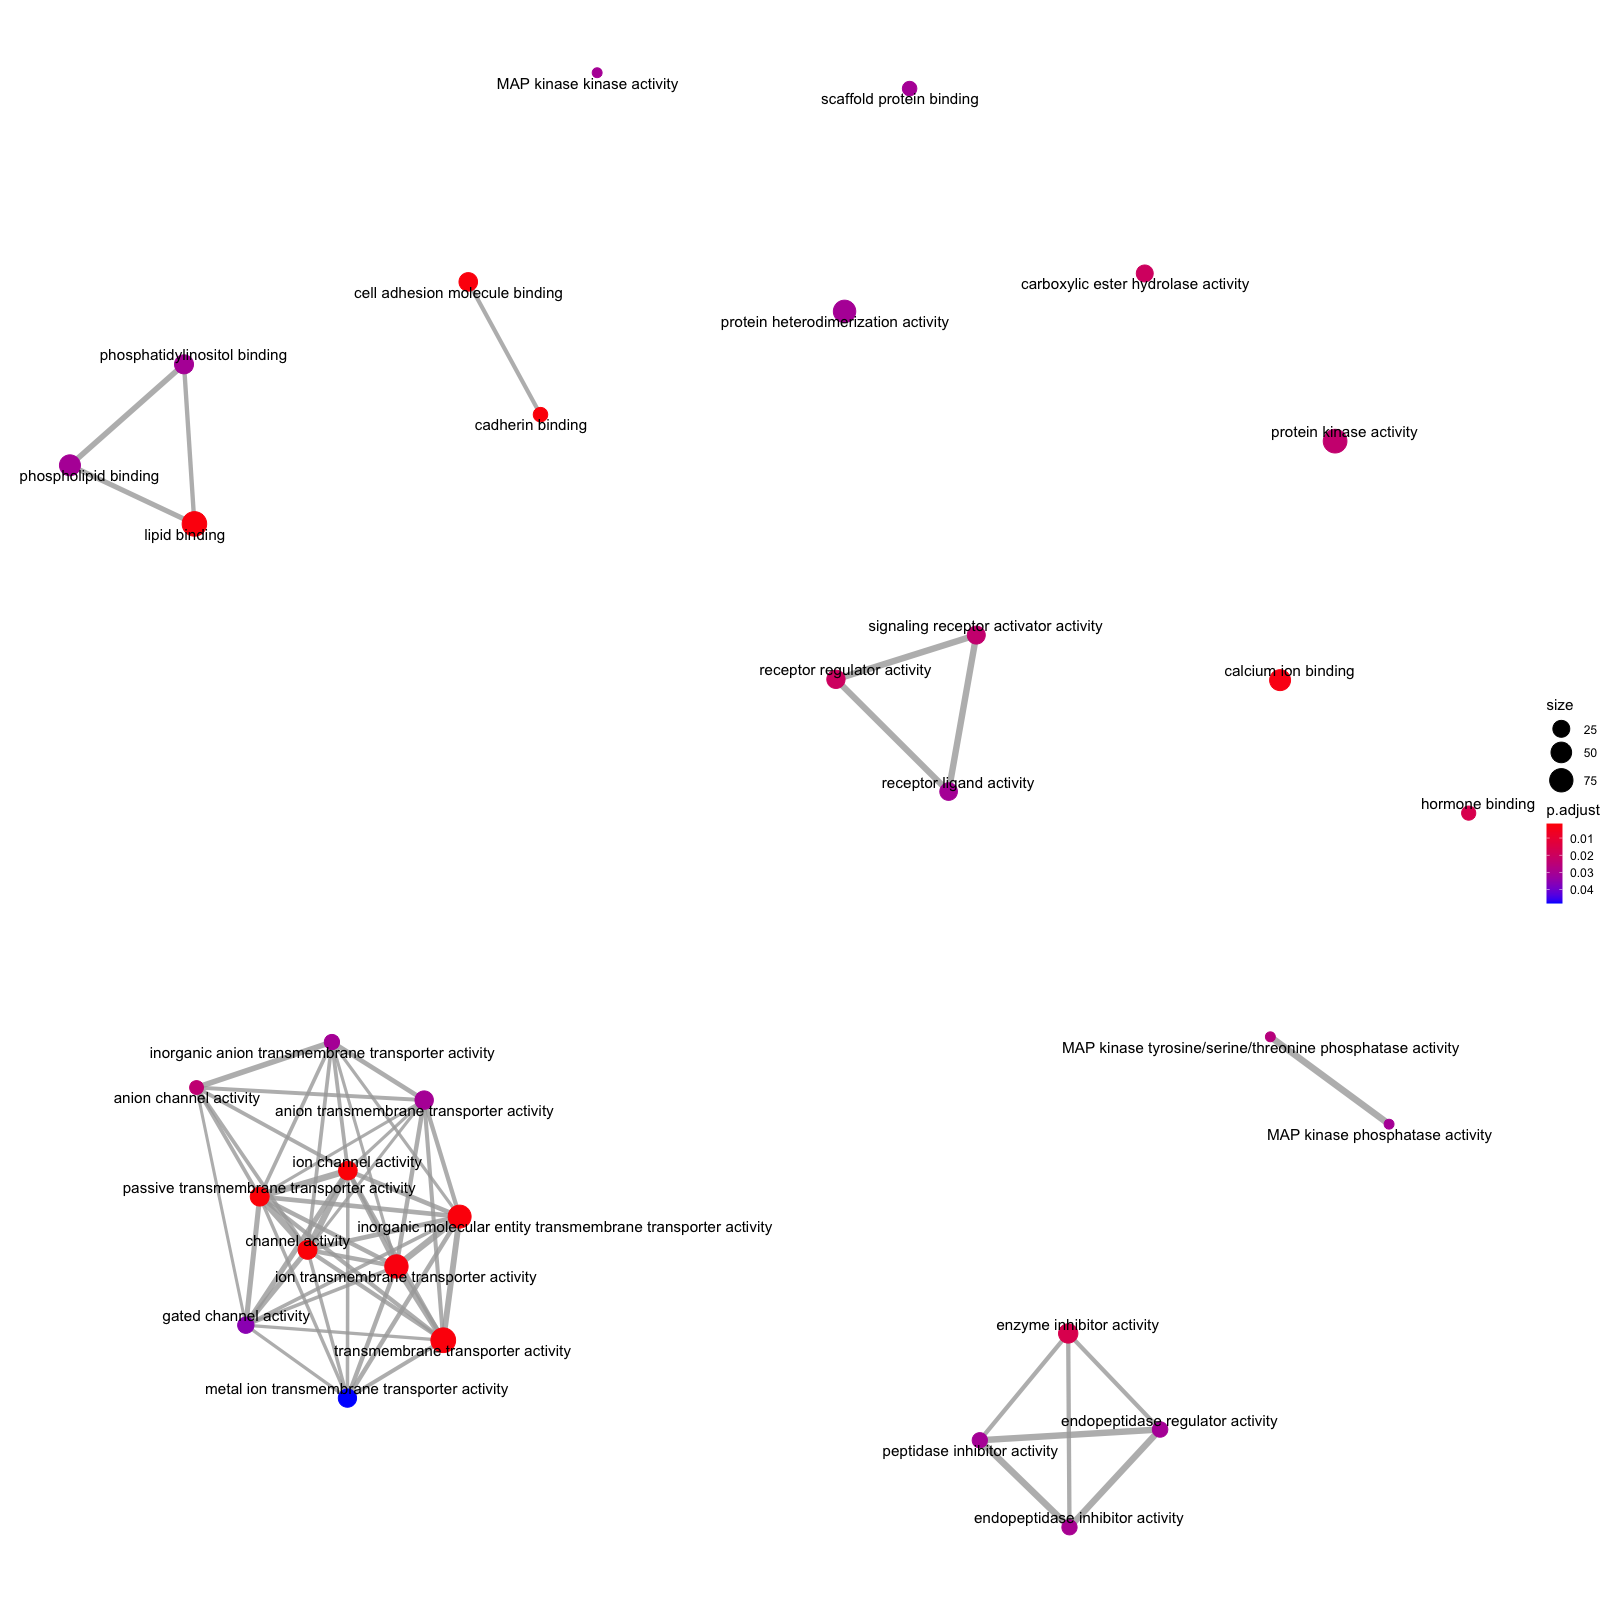 MAP kinase kinase activity
scaffold protein binding
carboxylic ester hydrolase activity
cell adhesion molecule binding
protein heterodimerization activity
phosphatidylinositol binding
cadherin binding
protein kinase activity
phospholipid binding
lipid binding
signaling receptor activator activity
receptor regulator activity
calcium ion binding
receptor ligand activity
hormone binding
size
25
50
75
p.adjust
0.01
0.02
0.03
0.04
inorganic anion transmembrane transporter activity
anion channel activity
anion transmembrane transporter activity
ion channel activity
passive transmembrane transporter activity
inorganic molecular entity transmembrane transporter activity
channel activity
ion transmembrane transporter activity
gated channel activity
transmembrane transporter activity
metal ion transmembrane transporter activity
MAP kinase tyrosine/serine/threonine phosphatase activity
MAP kinase phosphatase activity
enzyme inhibitor activity
endopeptidase regulator activity
peptidase inhibitor activity
endopeptidase inhibitor activity